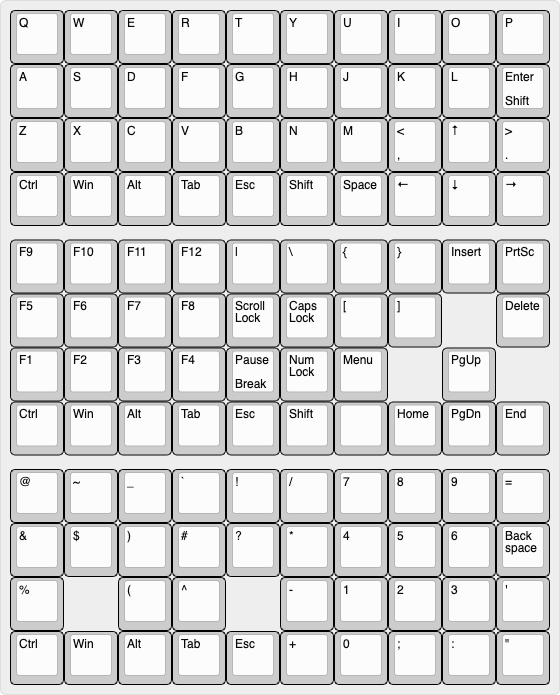 Q W E R T Y U I O P
A S D F G H J K L Enter
Shift
Z X C V B N M < ↑ >
, .
Ctrl Win Alt Tab Esc Shift Space ← ↓ →
F9 F10 F11 F12 | \ { } Insert PrtSc
F5 F6 F7 F8 Scroll Caps [ ] Delete
Lock Lock
F1 F2 F3 F4 Pause Num Menu PgUp
Lock
Break
Ctrl Win Alt Tab Esc Shift Home PgDn End
@ ~ _ ` ! / 7 8 9 =
& $ ) # ? * 4 5 6 Back
space
% ( ^ - 1 2 3 '
Ctrl Win Alt Tab Esc + 0 ; : "